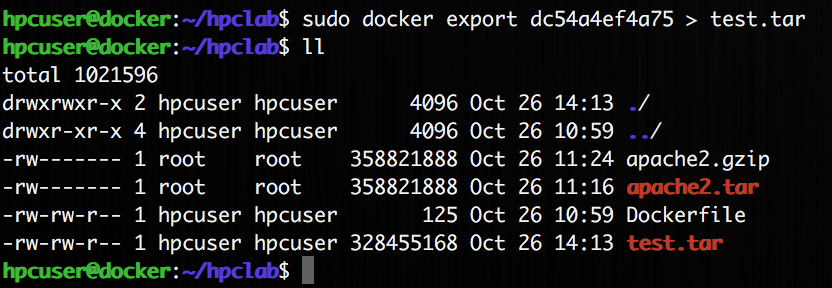 hpcuser@docker:~/hpclab$ sudo docker export dc54a4ef4a75 > test.tar
hpcuser@docker:~/hpclab$ ll
total 1021596
drwxrwxr-x 2 hpcuser hpcuser      4096 Oct 26 14:13 ./
drwxr-xr-x 4 hpcuser hpcuser      4096 Oct 26 10:59 ../
-rw------- 1 root    root    358821888 Oct 26 11:24 apache2.gzip
-rw------- 1 root    root    358821888 Oct 26 11:16 apache2.tar
-rw-rw-r-- 1 hpcuser hpcuser       125 Oct 26 10:59 Dockerfile
-rw-rw-r-- 1 hpcuser hpcuser 328455168 Oct 26 14:13 test.tar
hpcuser@docker:~/hpclab$